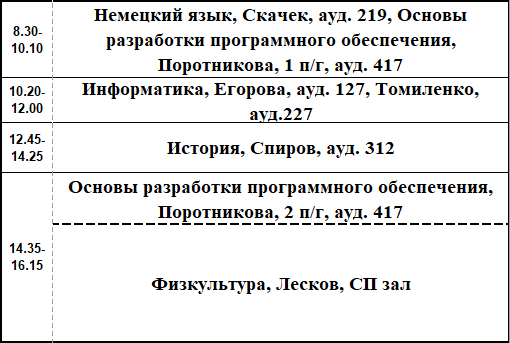 8.30-
10.10
Немецкий язык, Скачек, ауд. 219, Основы
разработки программного обеспечения,
Поротникова, 1 п/г, ауд. 417
10.20-
12.00
Информатика, Егорова, ауд. 127, Томиленко,
ауд.227
12.45-
14.25
История, Спиров, ауд. 312
14.35-
16.15
Основы разработки программного обеспечения,
Поротникова, 2 п/г, ауд. 417
Физкультура, Лесков, СП зал